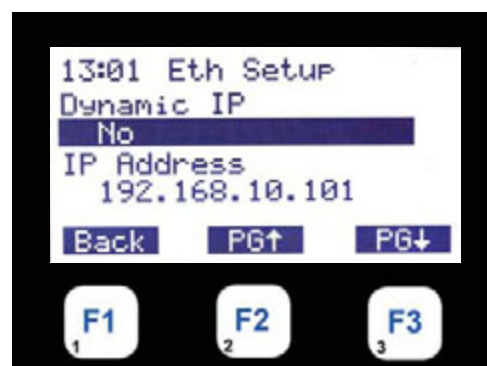 13:01 Eth Setup
Dynamic IP
No
IP Address
192.168.10.101
Back PG↑ PG↓
F1 F2 F3
1 2 3